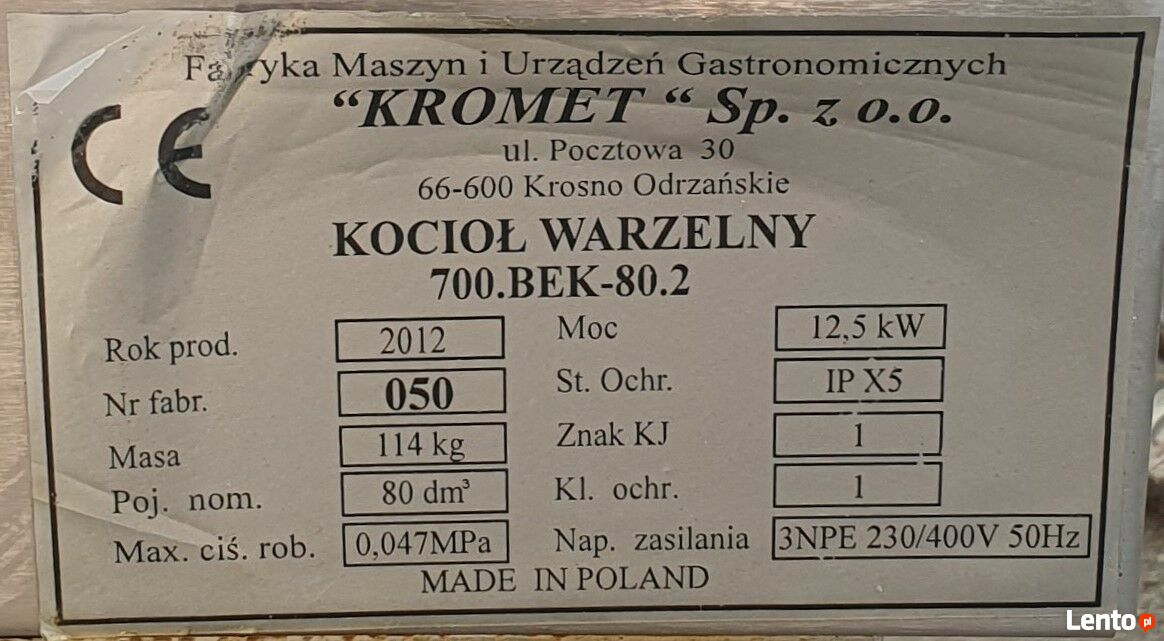 Fabryka Maszyn i Urządzeń Gastronomicznych
CE
“KROMET “ Sp. z o.o.
ul. Pocztowa 30
66-600 Krosno Odrzańskie
KOCIOŁ WARZELNY
700.BEK-80.2
Rok prod. 2012 Moc 12,5 kW
Nr fabr. 050 St. Ochr. IP X5
Masa 114 kg Znak KJ 1
Poj. nom. 80 dm³ Kl. ochr. 1
Max. ciś. rob. 0,047MPa Nap. zasilania 3NPE 230/400V 50Hz
MADE IN POLAND
Lento.pl